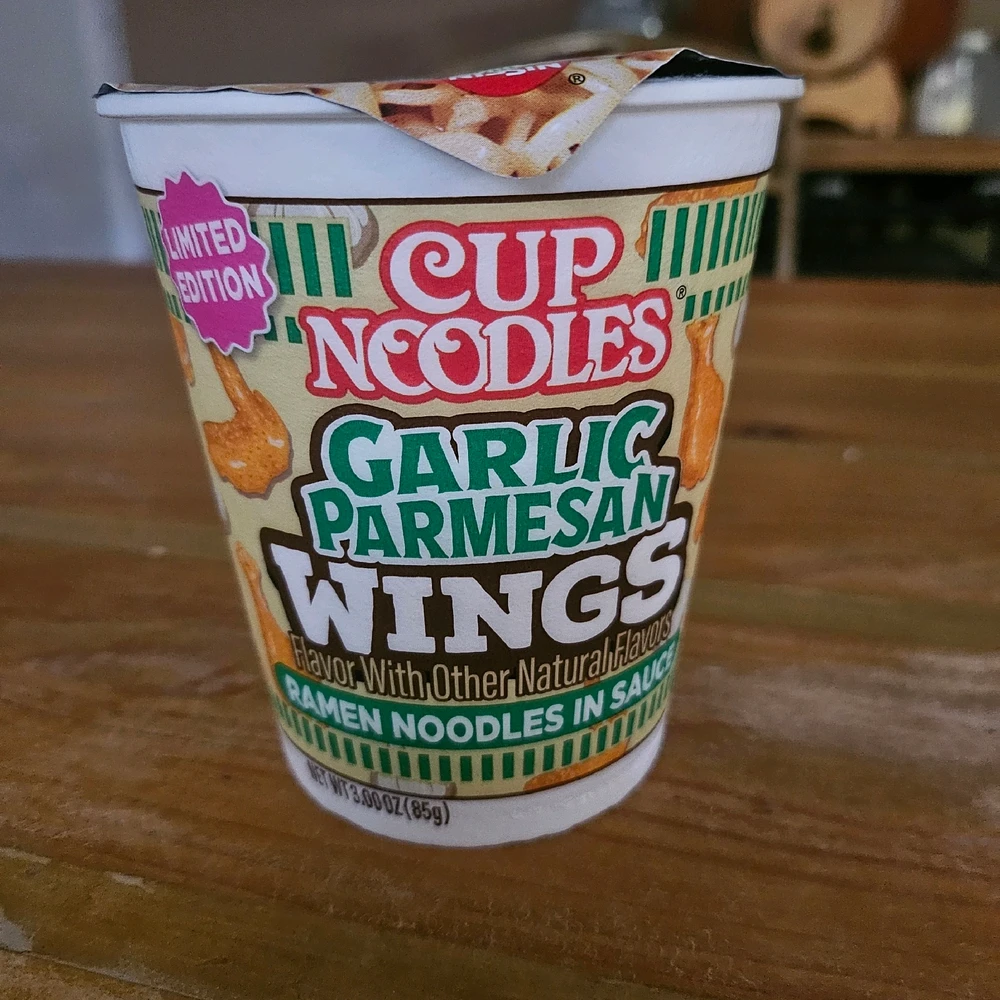 NISSIN
®
LIMITED
EDITION
CUP
NOODLES®
GARLIC
PARMESAN
WINGS
Flavor With Other Natural Flavors
RAMEN NOODLES IN SAUCE
NET WT 3.00 OZ (85g)